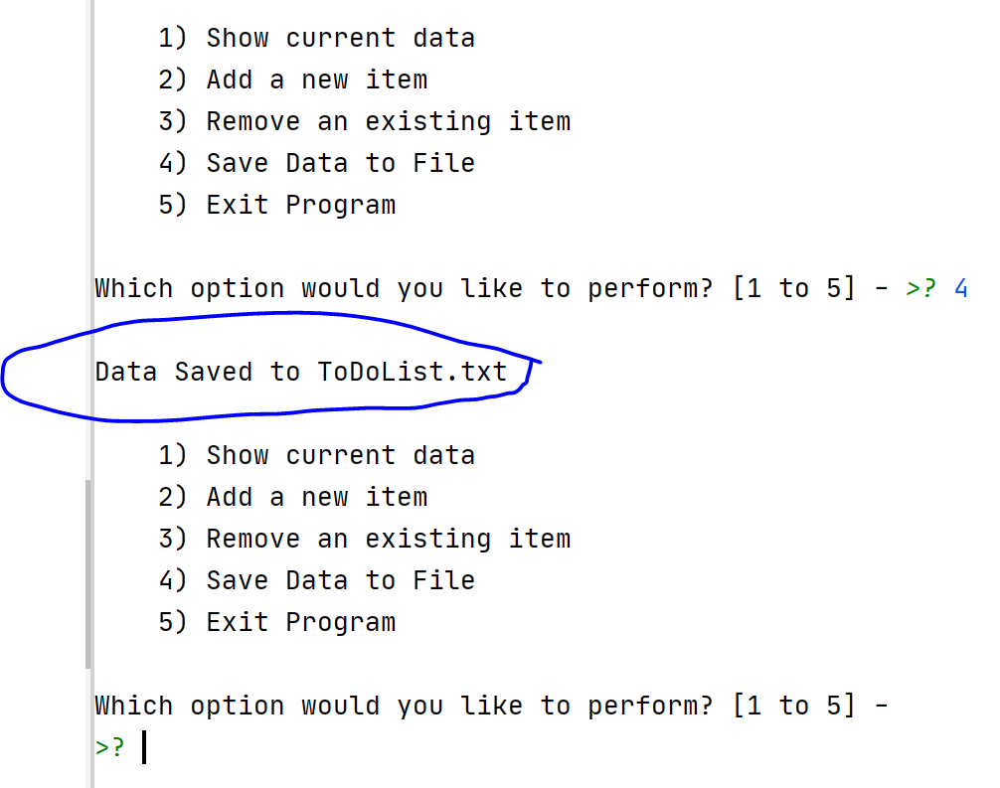 1) Show current data
2) Add a new item
3) Remove an existing item
4) Save Data to File
5) Exit Program
Which option would you like to perform? [1 to 5] - >? 4
Data Saved to ToDoList.txt
1) Show current data
2) Add a new item
3) Remove an existing item
4) Save Data to File
5) Exit Program
Which option would you like to perform? [1 to 5] -
>?